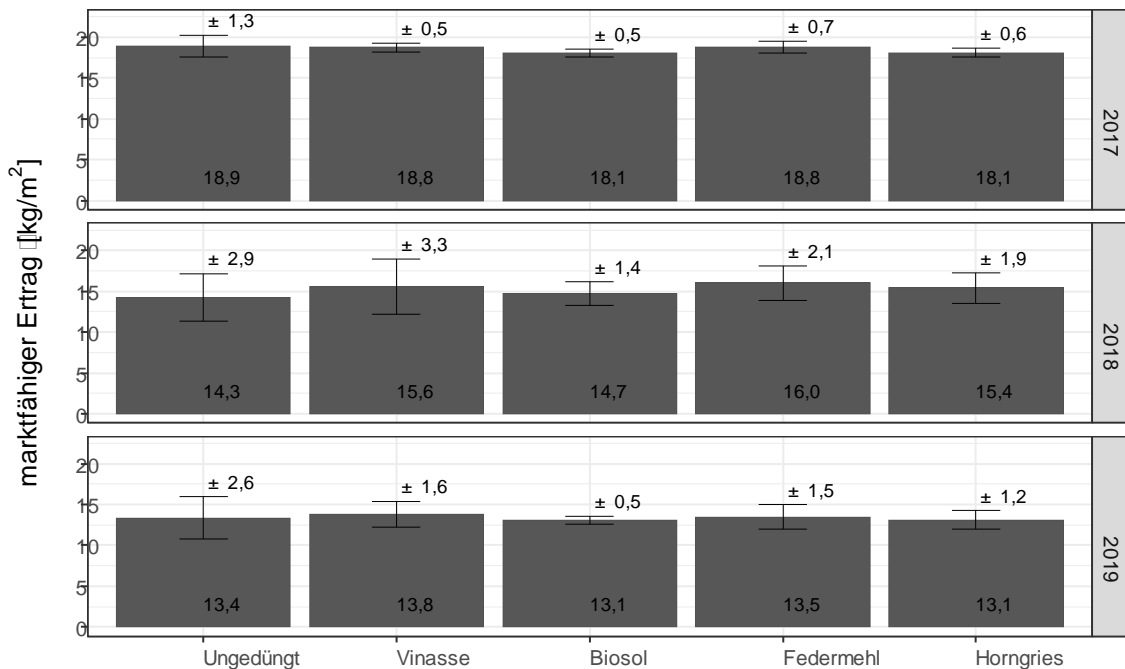 marktfähiger Ertrag [kg/m²]
± 1,3 ± 0,5 ± 0,5 ± 0,7 ± 0,6
20
15
10
5
0
18,9 18,8 18,1 18,8 18,1
2017
± 2,9 ± 3,3 ± 1,4 ± 2,1 ± 1,9
20
15
10
5
0
14,3 15,6 14,7 16,0 15,4
2018
± 2,6 ± 1,6 ± 0,5 ± 1,5 ± 1,2
20
15
10
5
0
13,4 13,8 13,1 13,5 13,1
2019
Ungedüngt Vinasse Biosol Federmehl Horngries